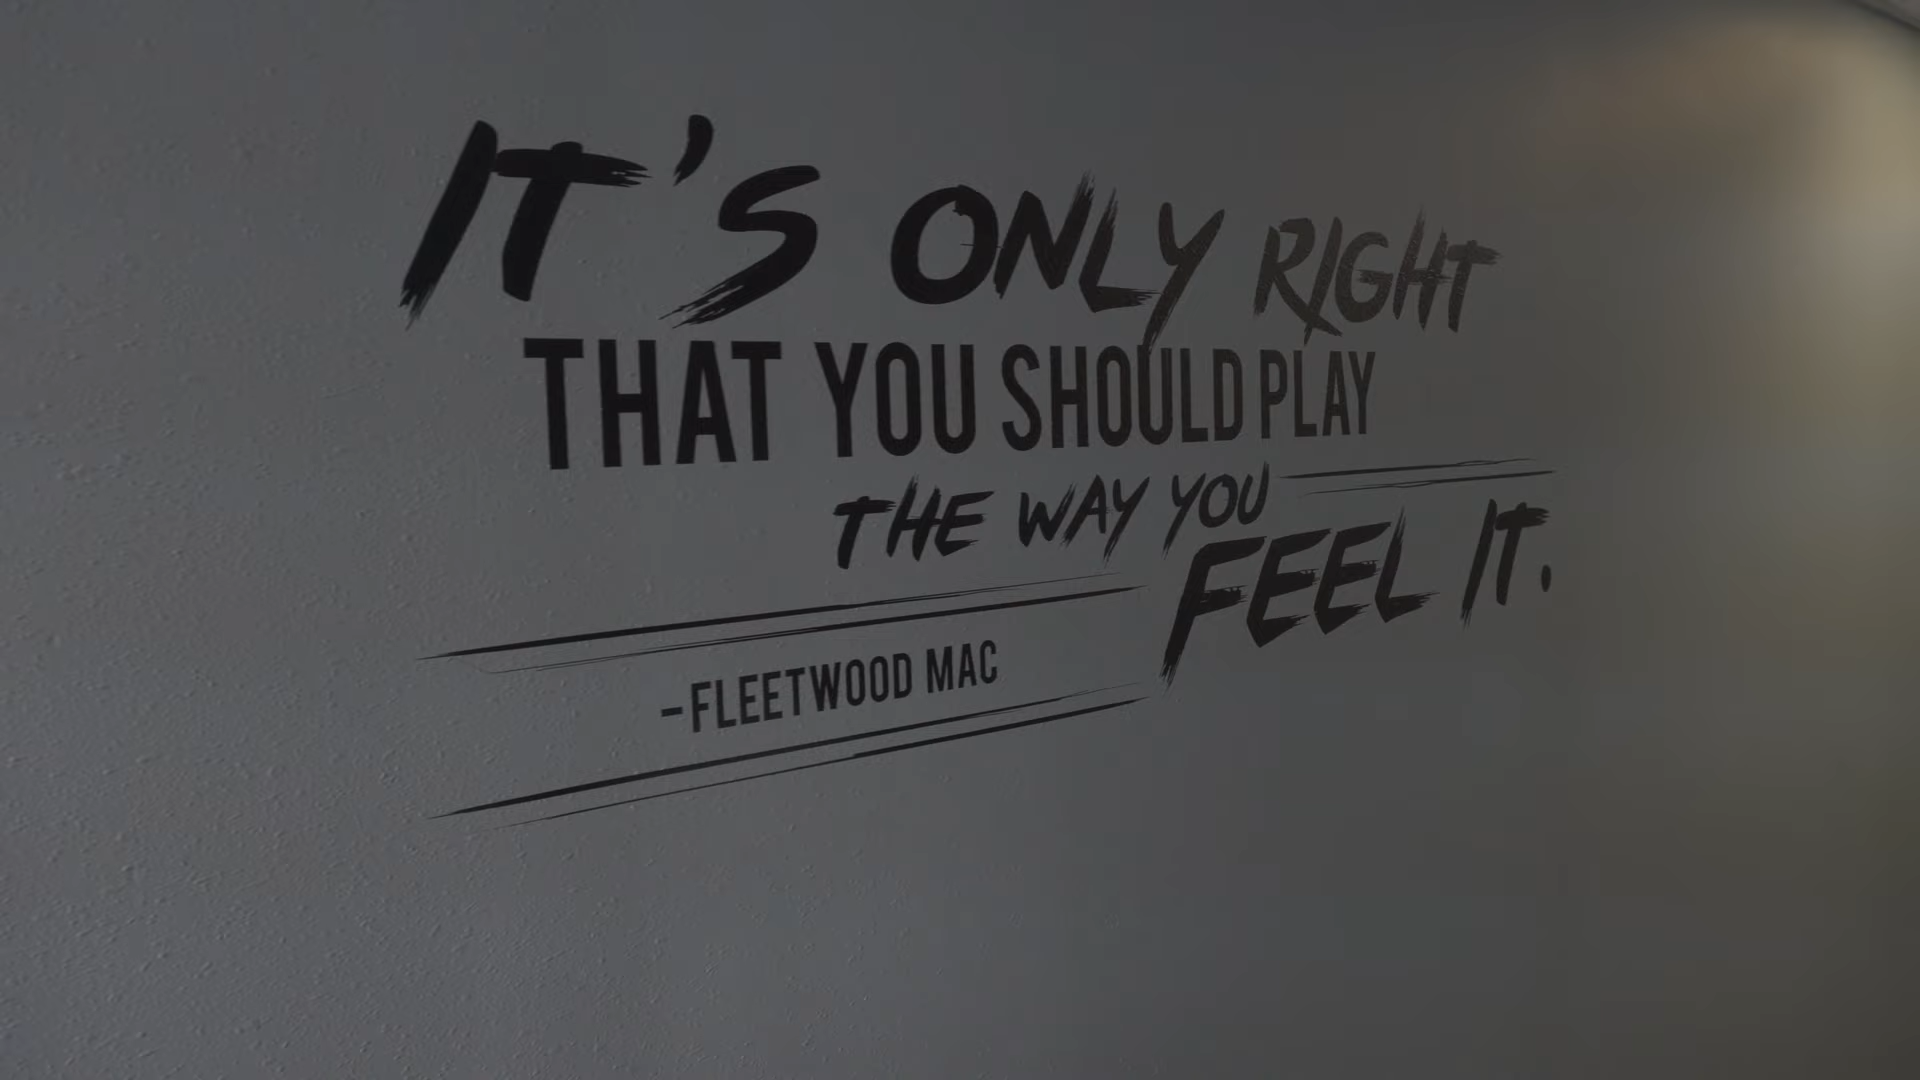 IT'S ONLY RIGHT
THAT YOU SHOULD PLAY
THE WAY YOU
FEEL IT.
-FLEETWOOD MAC